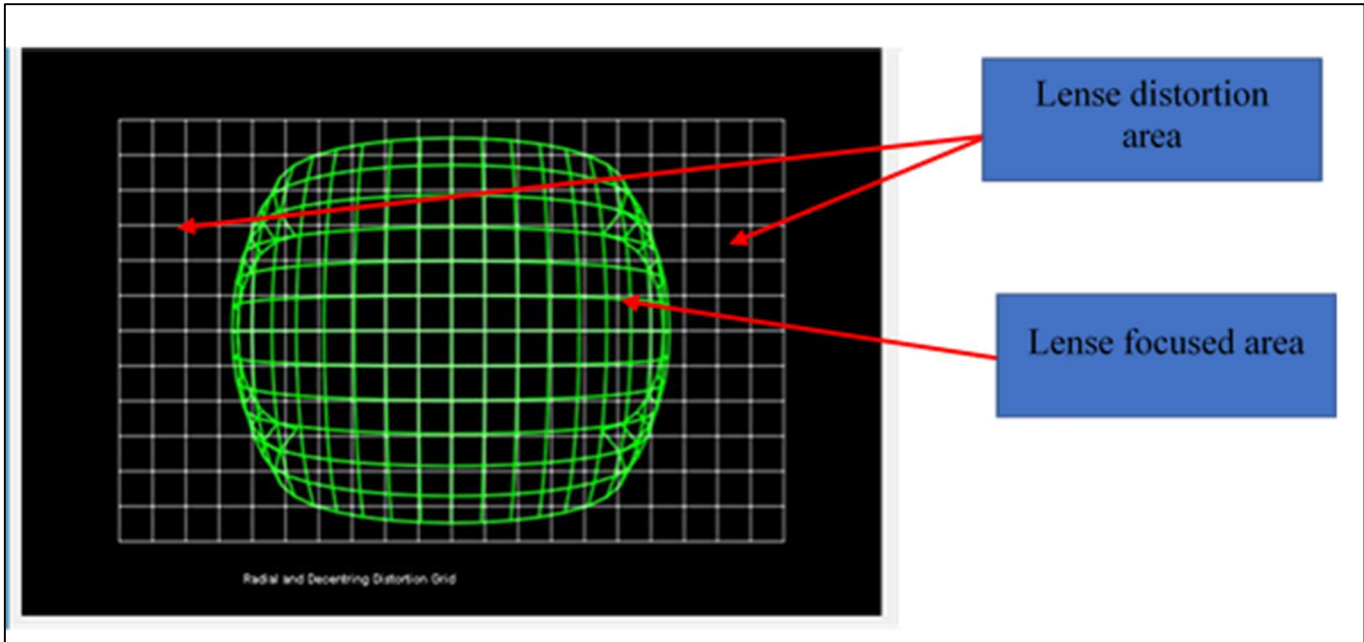 Lense distortion
area
Lense focused area
Radial and Decentring Distortion Grid